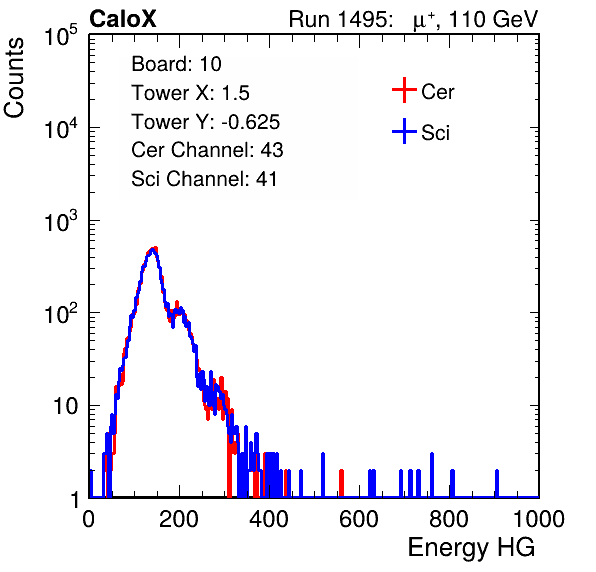 CaloX Run 1495: μ⁺, 110 GeV
Counts
Board: 10
Tower X: 1.5
Tower Y: -0.625
Cer Channel: 43
Sci Channel: 41
Cer
Sci
10⁵
10⁴
10³
10²
10
1
0 200 400 600 800 1000
Energy HG